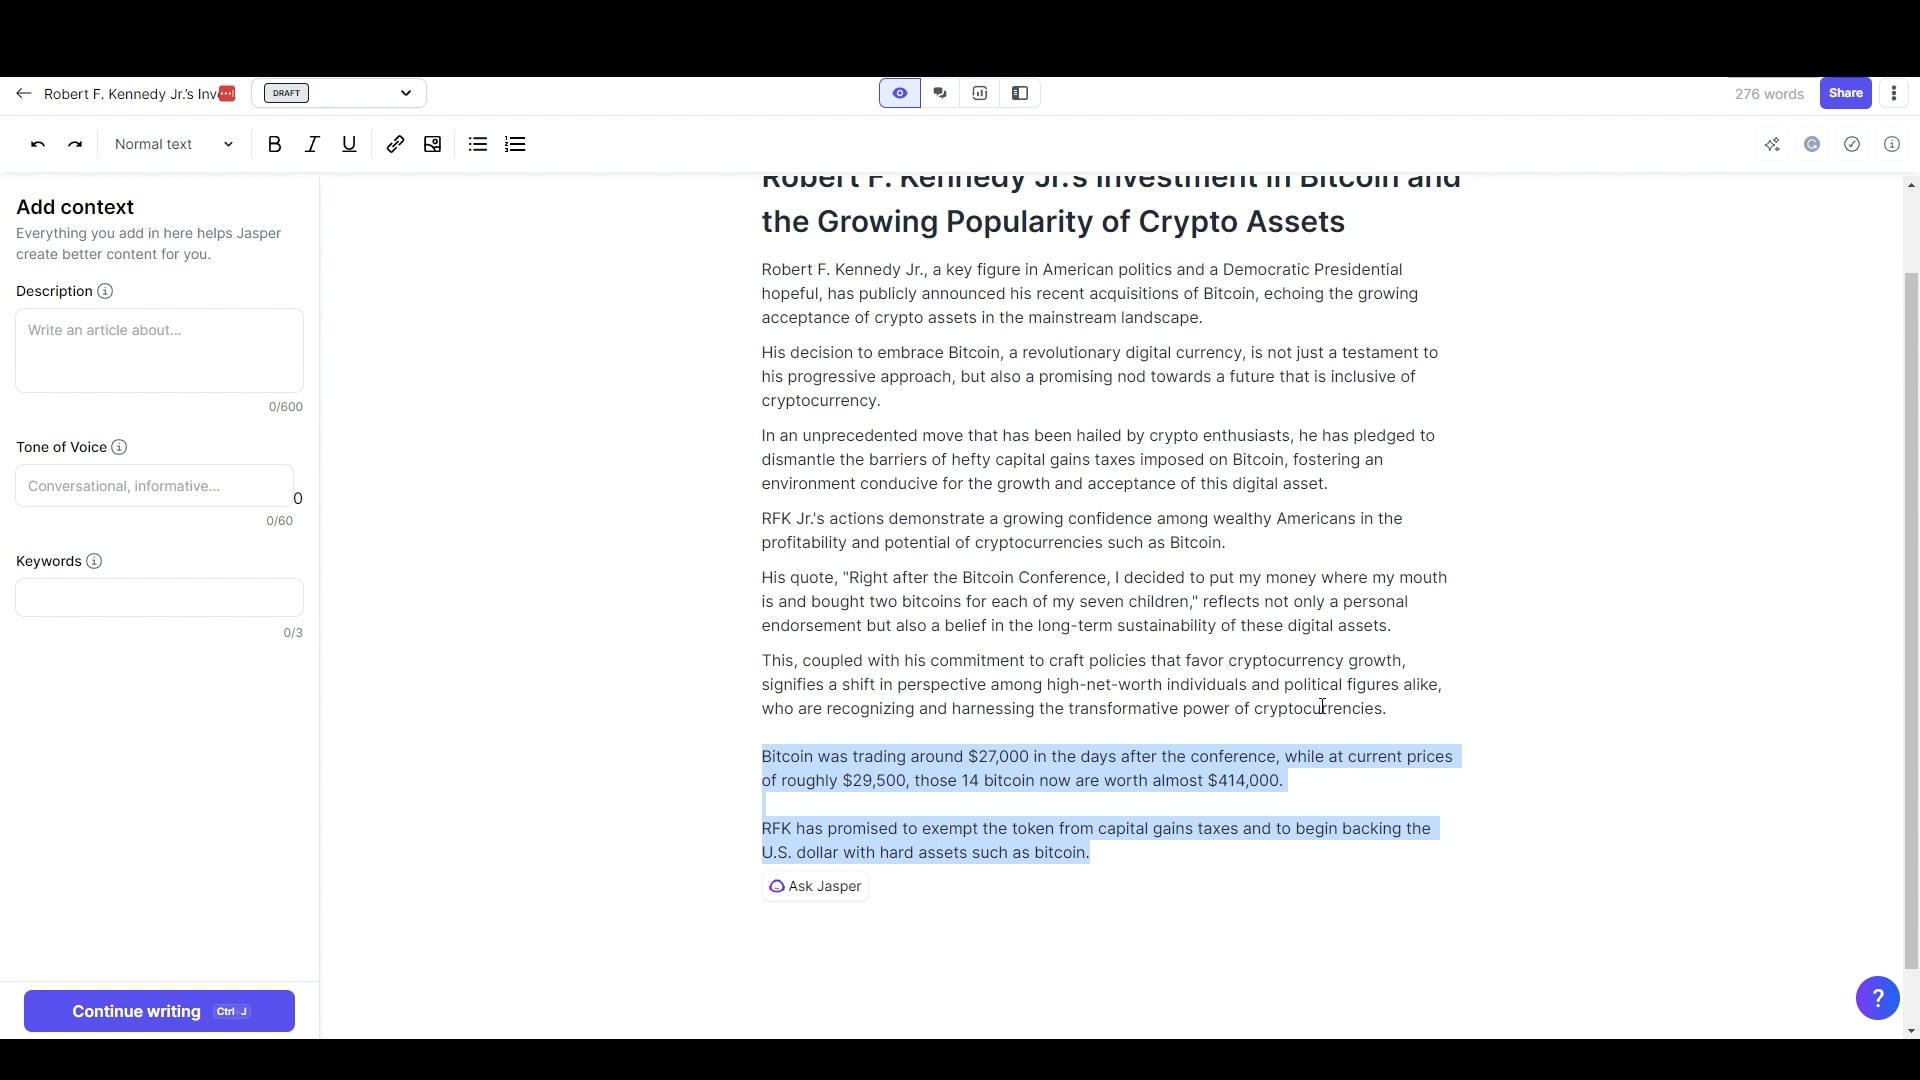 Robert F. Kennedy Jr.'s Inv
DRAFT
276 words
Share
Normal text
B I U
Add context
Everything you add in here helps Jasper
create better content for you.
Description
Write an article about...
0/600
Tone of Voice
Conversational, informative...
0
0/60
Keywords
0/3
Continue writing Ctrl J
Robert F. Kennedy Jr.'s Investment in Bitcoin and
the Growing Popularity of Crypto Assets
Robert F. Kennedy Jr., a key figure in American politics and a Democratic Presidential
hopeful, has publicly announced his recent acquisitions of Bitcoin, echoing the growing
acceptance of crypto assets in the mainstream landscape.
His decision to embrace Bitcoin, a revolutionary digital currency, is not just a testament to
his progressive approach, but also a promising nod towards a future that is inclusive of
cryptocurrency.
In an unprecedented move that has been hailed by crypto enthusiasts, he has pledged to
dismantle the barriers of hefty capital gains taxes imposed on Bitcoin, fostering an
environment conducive for the growth and acceptance of this digital asset.
RFK Jr.'s actions demonstrate a growing confidence among wealthy Americans in the
profitability and potential of cryptocurrencies such as Bitcoin.
His quote, "Right after the Bitcoin Conference, I decided to put my money where my mouth
is and bought two bitcoins for each of my seven children," reflects not only a personal
endorsement but also a belief in the long-term sustainability of these digital assets.
This, coupled with his commitment to craft policies that favor cryptocurrency growth,
signifies a shift in perspective among high-net-worth individuals and political figures alike,
who are recognizing and harnessing the transformative power of cryptocurrencies.
Bitcoin was trading around $27,000 in the days after the conference, while at current prices
of roughly $29,500, those 14 bitcoin now are worth almost $414,000.
RFK has promised to exempt the token from capital gains taxes and to begin backing the
U.S. dollar with hard assets such as bitcoin.
Ask Jasper
?